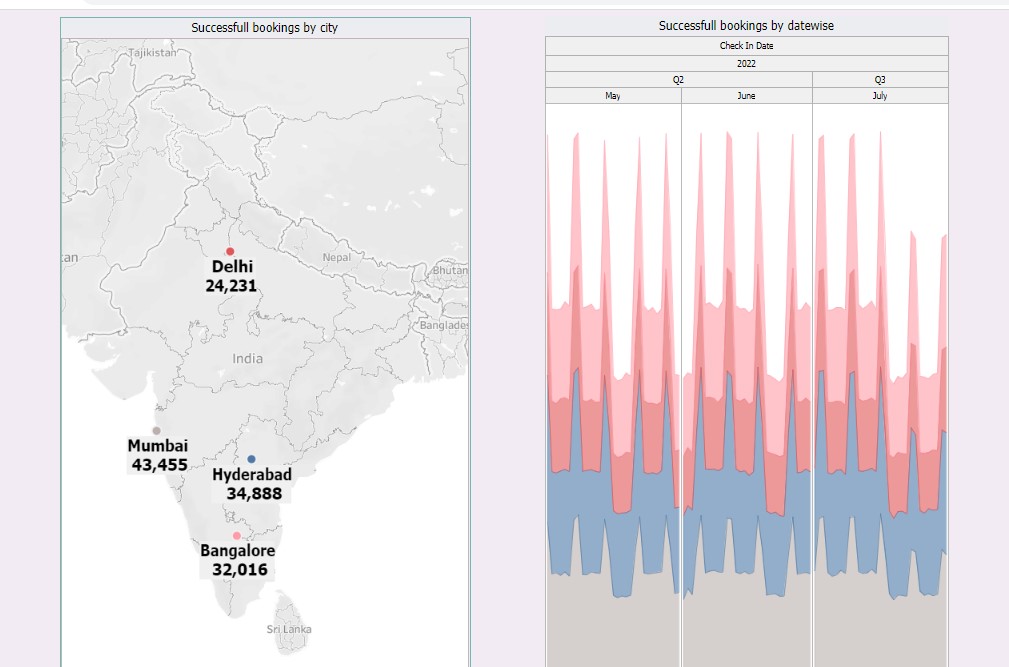 Successfull bookings by city
Tajikistan
tan
Nepal
Bhutan
Delhi
24,231
Banglades
India
Mumbai
43,455
Hyderabad
34,888
Bangalore
32,016
Sri Lanka
Successfull bookings by datewise
Check In Date
2022
Q2 Q3
May June July